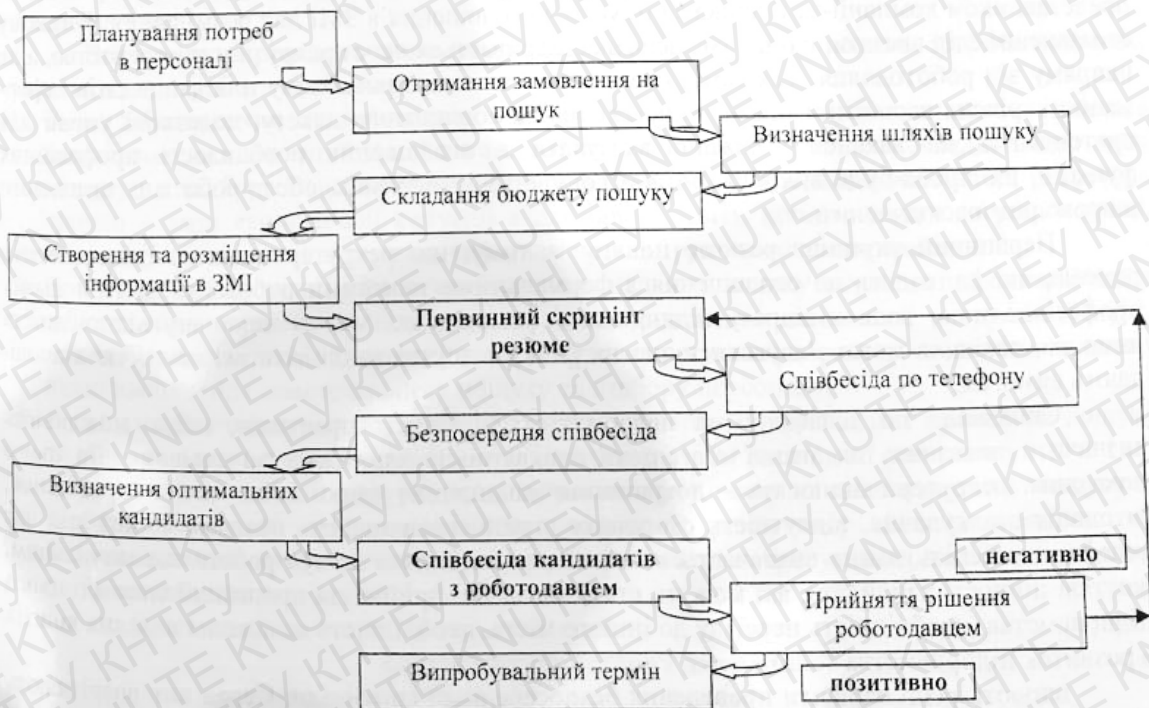 Планування потреб
в персоналі
Отримання замовлення на
пошук
Визначення шляхів пошуку
Складання бюджету пошуку
Створення та розміщення
інформації в ЗМІ
Первинний скринінг
резюме
Співбесіда по телефону
Безпосередня співбесіда
Визначення оптимальних
кандидатів
Співбесіда кандидатів
з роботодавцем
негативно
Прийняття рішення
роботодавцем
Випробувальний термін
позитивно